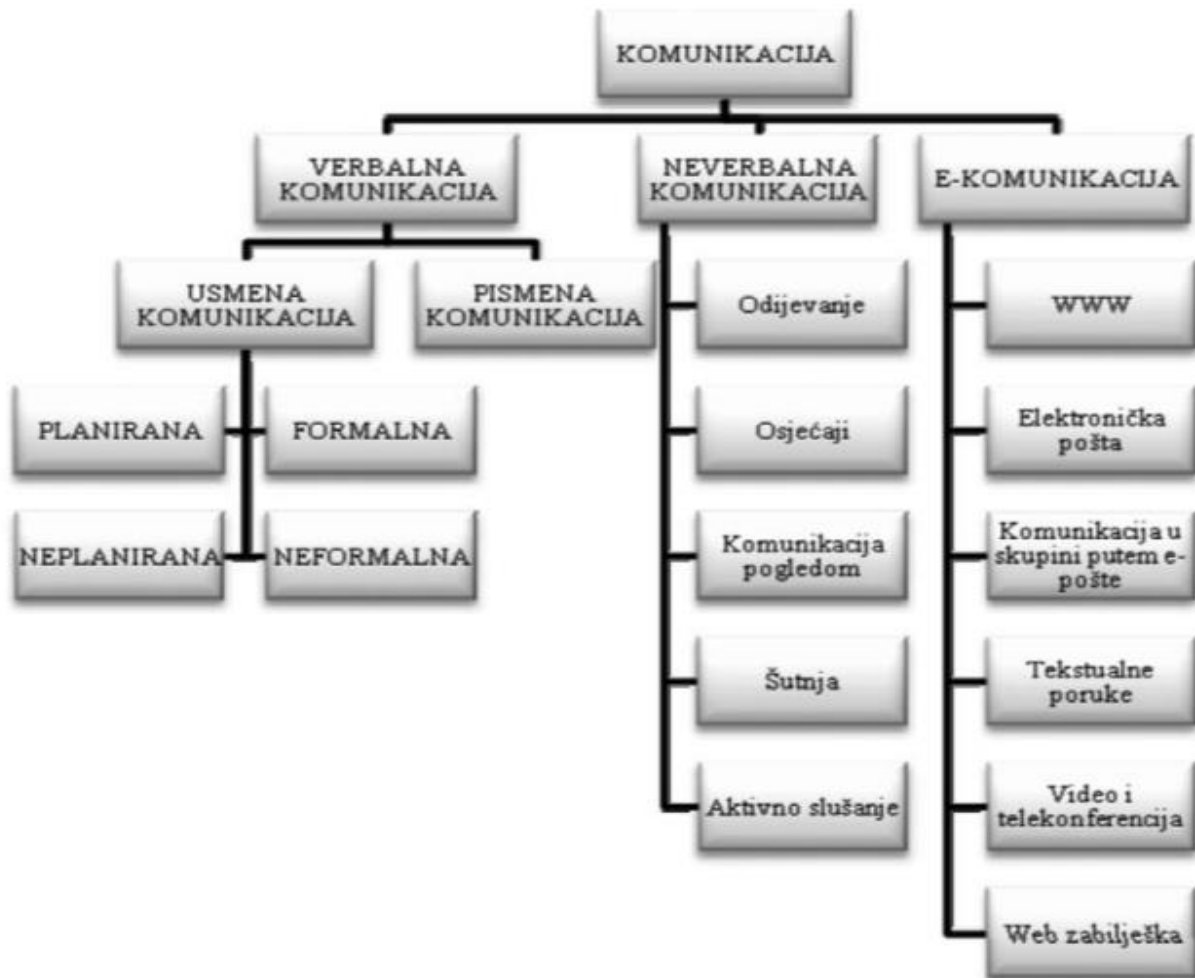 KOMUNIKACIJA
VERBALNA
KOMUNIKACIJA
NEVERBALNA
KOMUNIKACIJA
E-KOMUNIKACIJA
USMENA
KOMUNIKACIJA
PISMENA
KOMUNIKACIJA
PLANIRANA
FORMALNA
NEPLANIRANA
NEFORMALNA
Odijevanje
Osjećaji
Komunikacija
pogledom
Šutnja
Aktivno slušanje
WWW
Elektronička
pošta
Komunikacija u
skupini putem e-
pošte
Tekstualne
poruke
Video i
telekonferencija
Web zabilješka